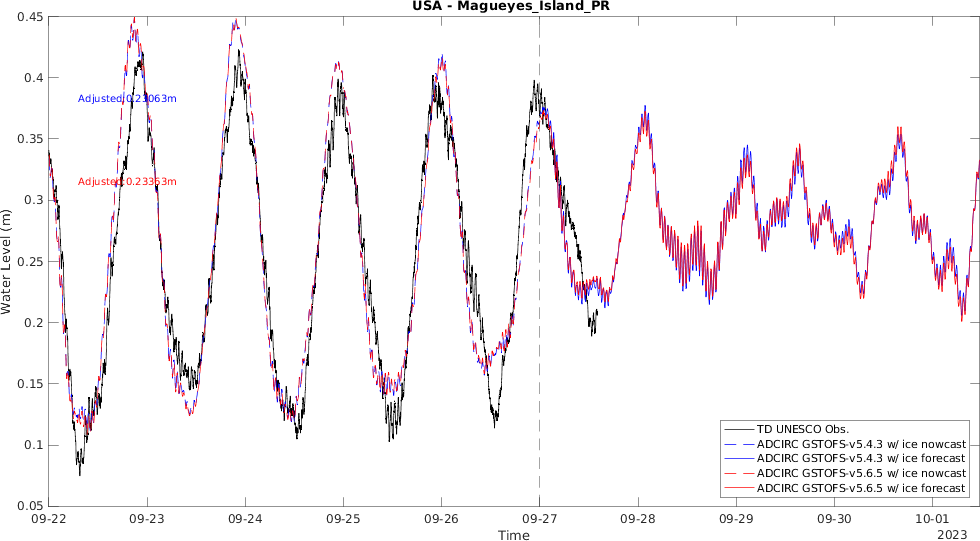 USA - Magueyes_Island_PR
0.45
0.4
0.35
0.3
0.25
0.2
0.15
0.1
0.05
Water Level (m)
Adjusted:0.23063m
Adjusted:0.23353m
TD UNESCO Obs.
ADCIRC GSTOFS-v5.4.3 w/ ice nowcast
ADCIRC GSTOFS-v5.4.3 w/ ice forecast
ADCIRC GSTOFS-v5.6.5 w/ ice nowcast
ADCIRC GSTOFS-v5.6.5 w/ ice forecast
09-22 09-23 09-24 09-25 09-26 09-27 09-28 09-29 09-30 10-01
Time
2023